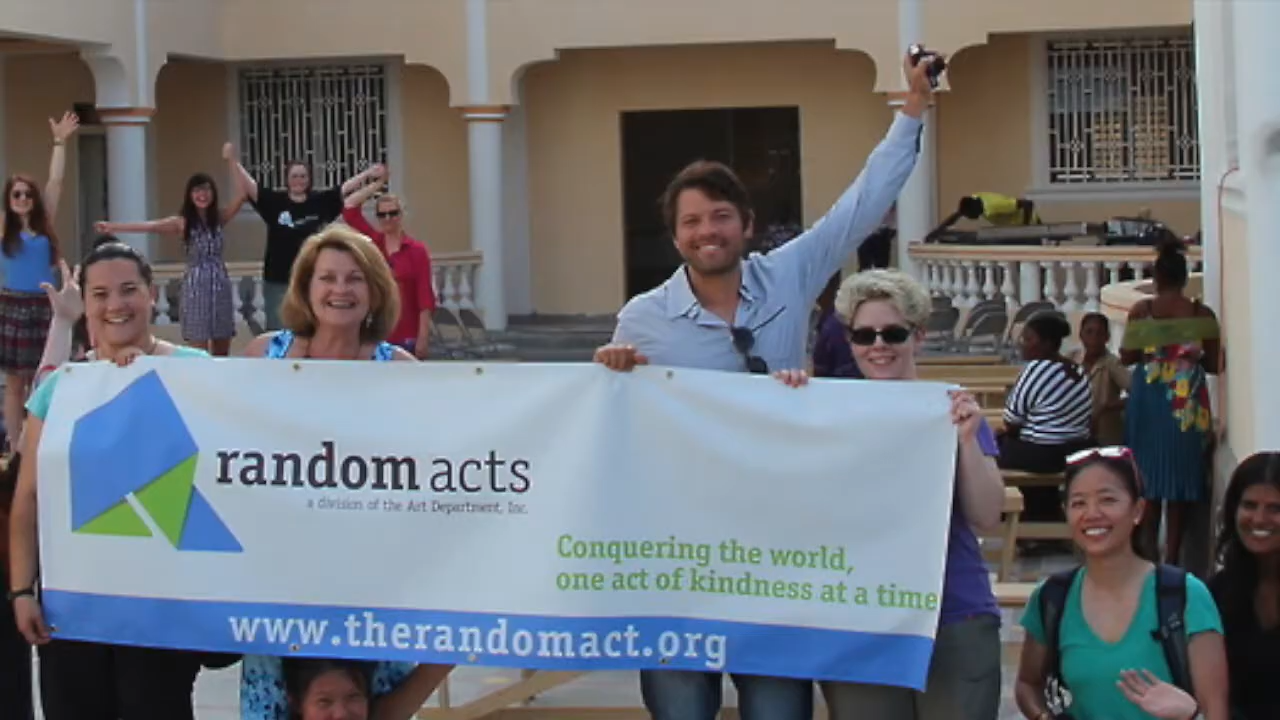 random acts
a division of the Art Department, Inc.
Conquering the world,
one act of kindness at a time
www.therandomact.org